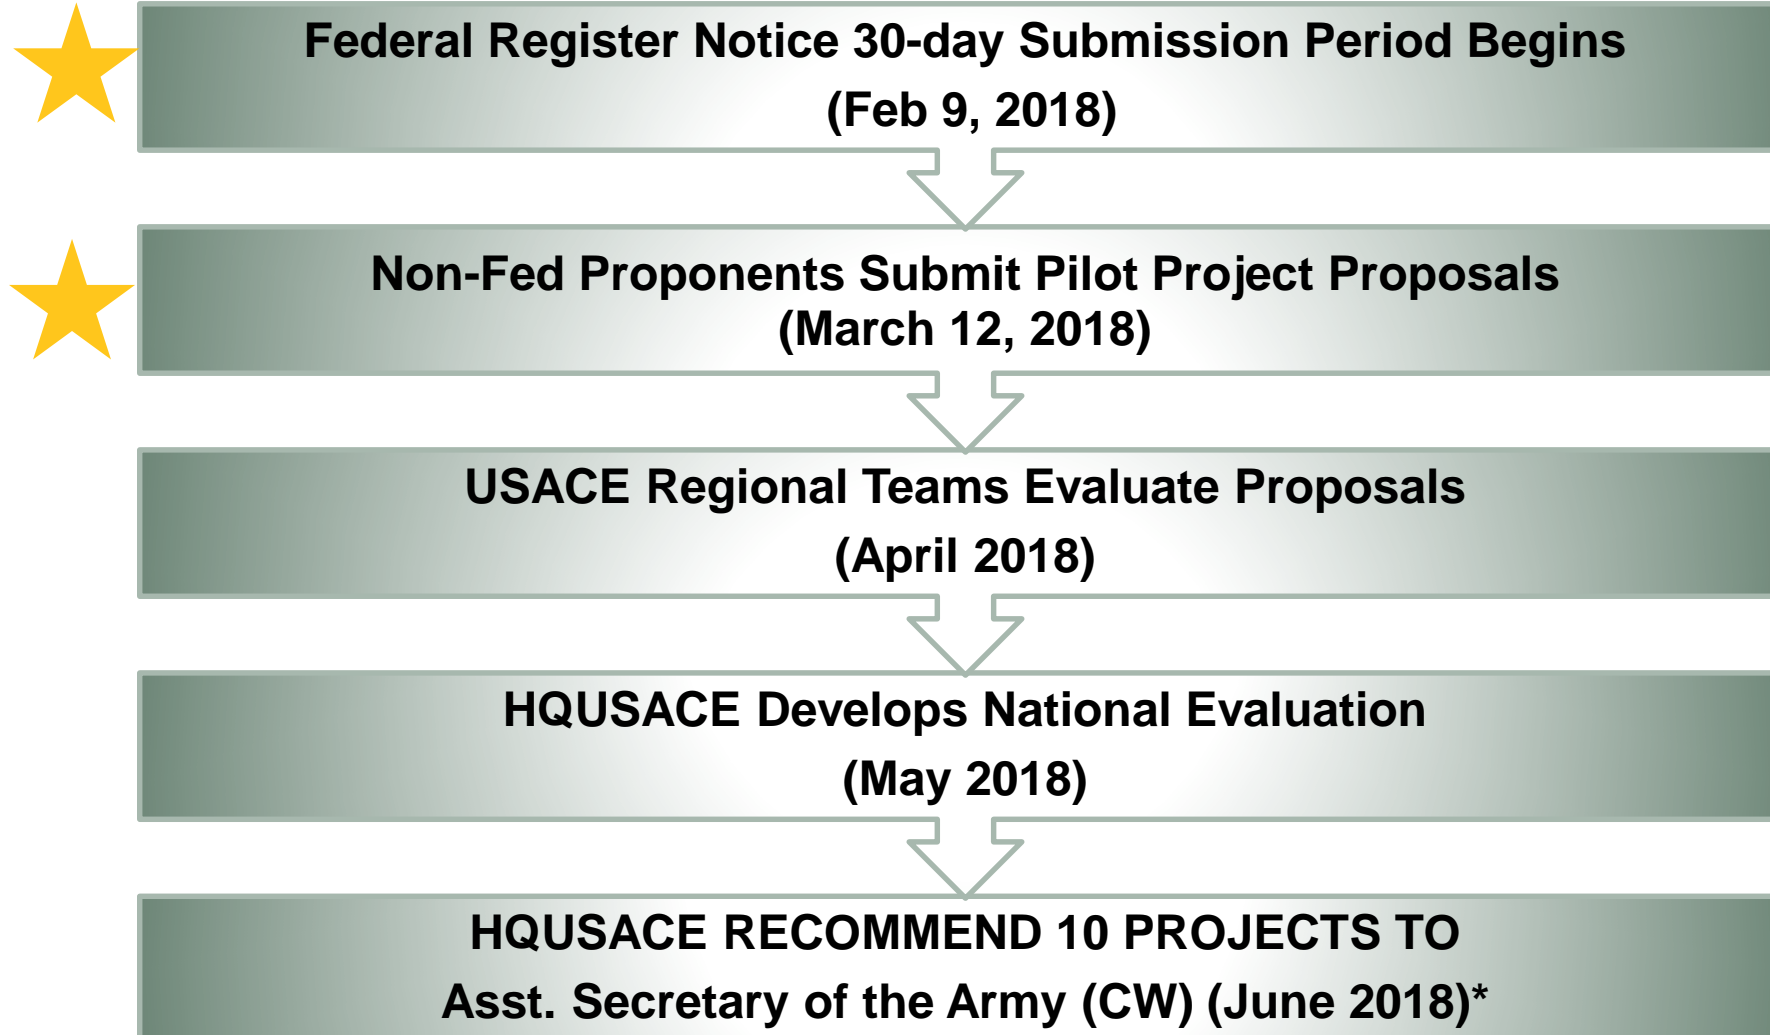 Federal Register Notice 30-day Submission Period Begins
(Feb 9, 2018)
Non-Fed Proponents Submit Pilot Project Proposals
(March 12, 2018)
USACE Regional Teams Evaluate Proposals
(April 2018)
HQUSACE Develops National Evaluation
(May 2018)
HQUSACE RECOMMEND 10 PROJECTS TO
Asst. Secretary of the Army (CW) (June 2018)*